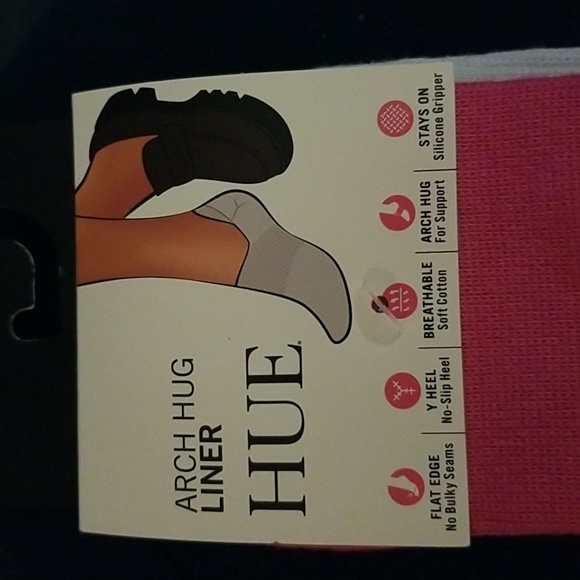 ARCH HUG
LINER
HUE
FLAT EDGE
No Bulky Seams
Y HEEL
No-Slip Heel
BREATHABLE
Soft Cotton
ARCH HUG
For Support
STAYS ON
Silicone Gripper